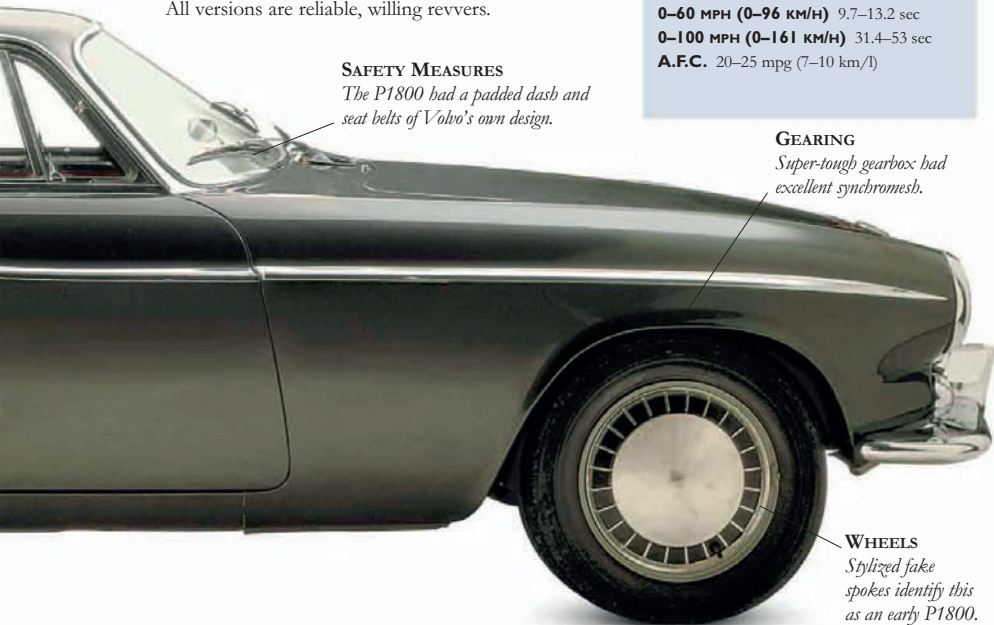 All versions are reliable, willing revvers.
0–60 MPH (0–96 KM/H) 9.7–13.2 sec
0–100 MPH (0–161 KM/H) 31.4–53 sec
A.F.C. 20–25 mpg (7–10 km/l)
SAFETY MEASURES
The P1800 had a padded dash and
seat belts of Volvo's own design.
GEARING
Super-tough gearbox had
excellent synchromesh.
WHEELS
Stylized fake
spokes identify this
as an early P1800.